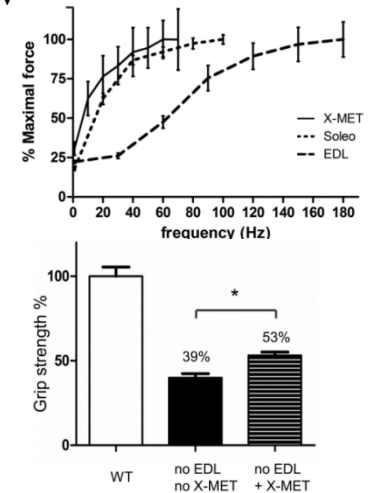 % Maximal force
100
75
50
25
0
X-MET
Soleo
EDL
0 20 40 60 80 100 120 140 160 180
frequency (Hz)
Grip strength %
100
50
0
*
39%
53%
WT
no EDL
no X-MET
no EDL
+ X-MET